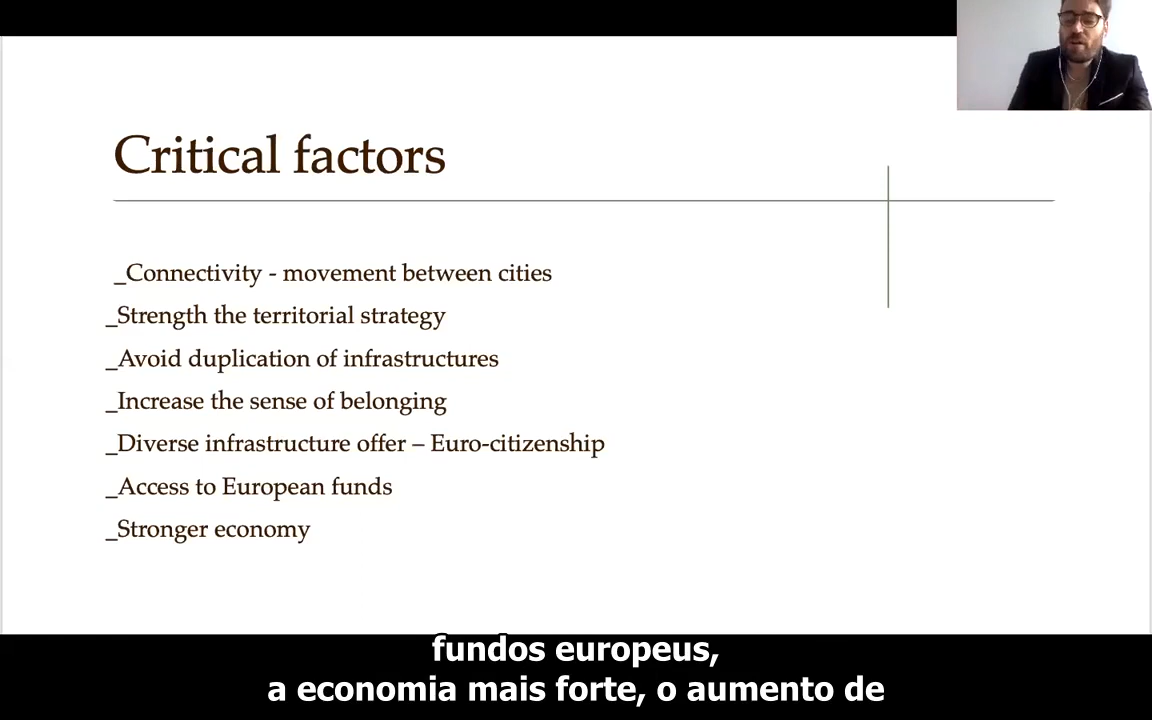 Critical factors
_Connectivity - movement between cities
_Strength the territorial strategy
_Avoid duplication of infrastructures
_Increase the sense of belonging
_Diverse infrastructure offer – Euro-citizenship
_Access to European funds
_Stronger economy
fundos europeus,
a economia mais forte, o aumento de